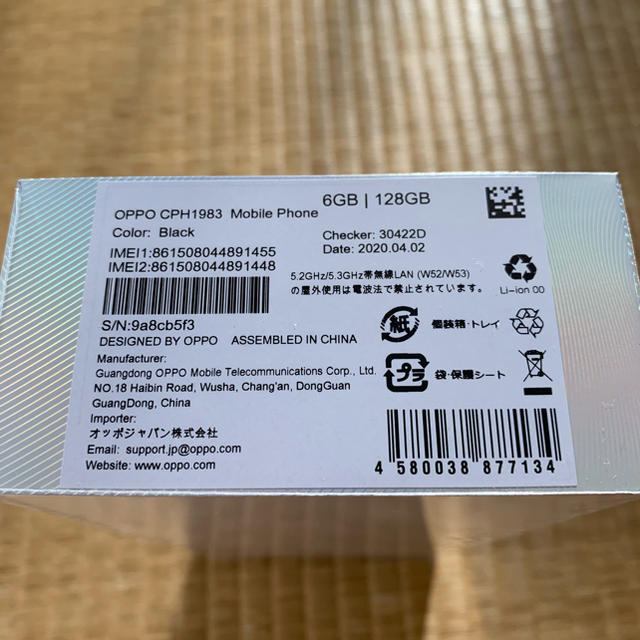 6GB | 128GB
OPPO CPH1983 Mobile Phone
Color: Black
Checker: 30422D
Date: 2020.04.02
IMEI1:861508044891455
IMEI2:861508044891448
5.2GHz/5.3GHz帯無線LAN (W52/W53)
の屋外使用は電波法で禁止されています。
Li-ion 00
S/N:9a8cb5f3
紙 個装箱・トレイ
DESIGNED BY OPPO ASSEMBLED IN CHINA
Manufacturer:
Guangdong OPPO Mobile Telecommunications Corp., Ltd.
NO.18 Haibin Road, Wusha, Chang'an, DongGuan
GuangDong, China
プラ 袋・保護シート
Importer:
オッポジャパン株式会社
Email: support.jp@oppo.com
Website: www.oppo.com
4 580038 877134